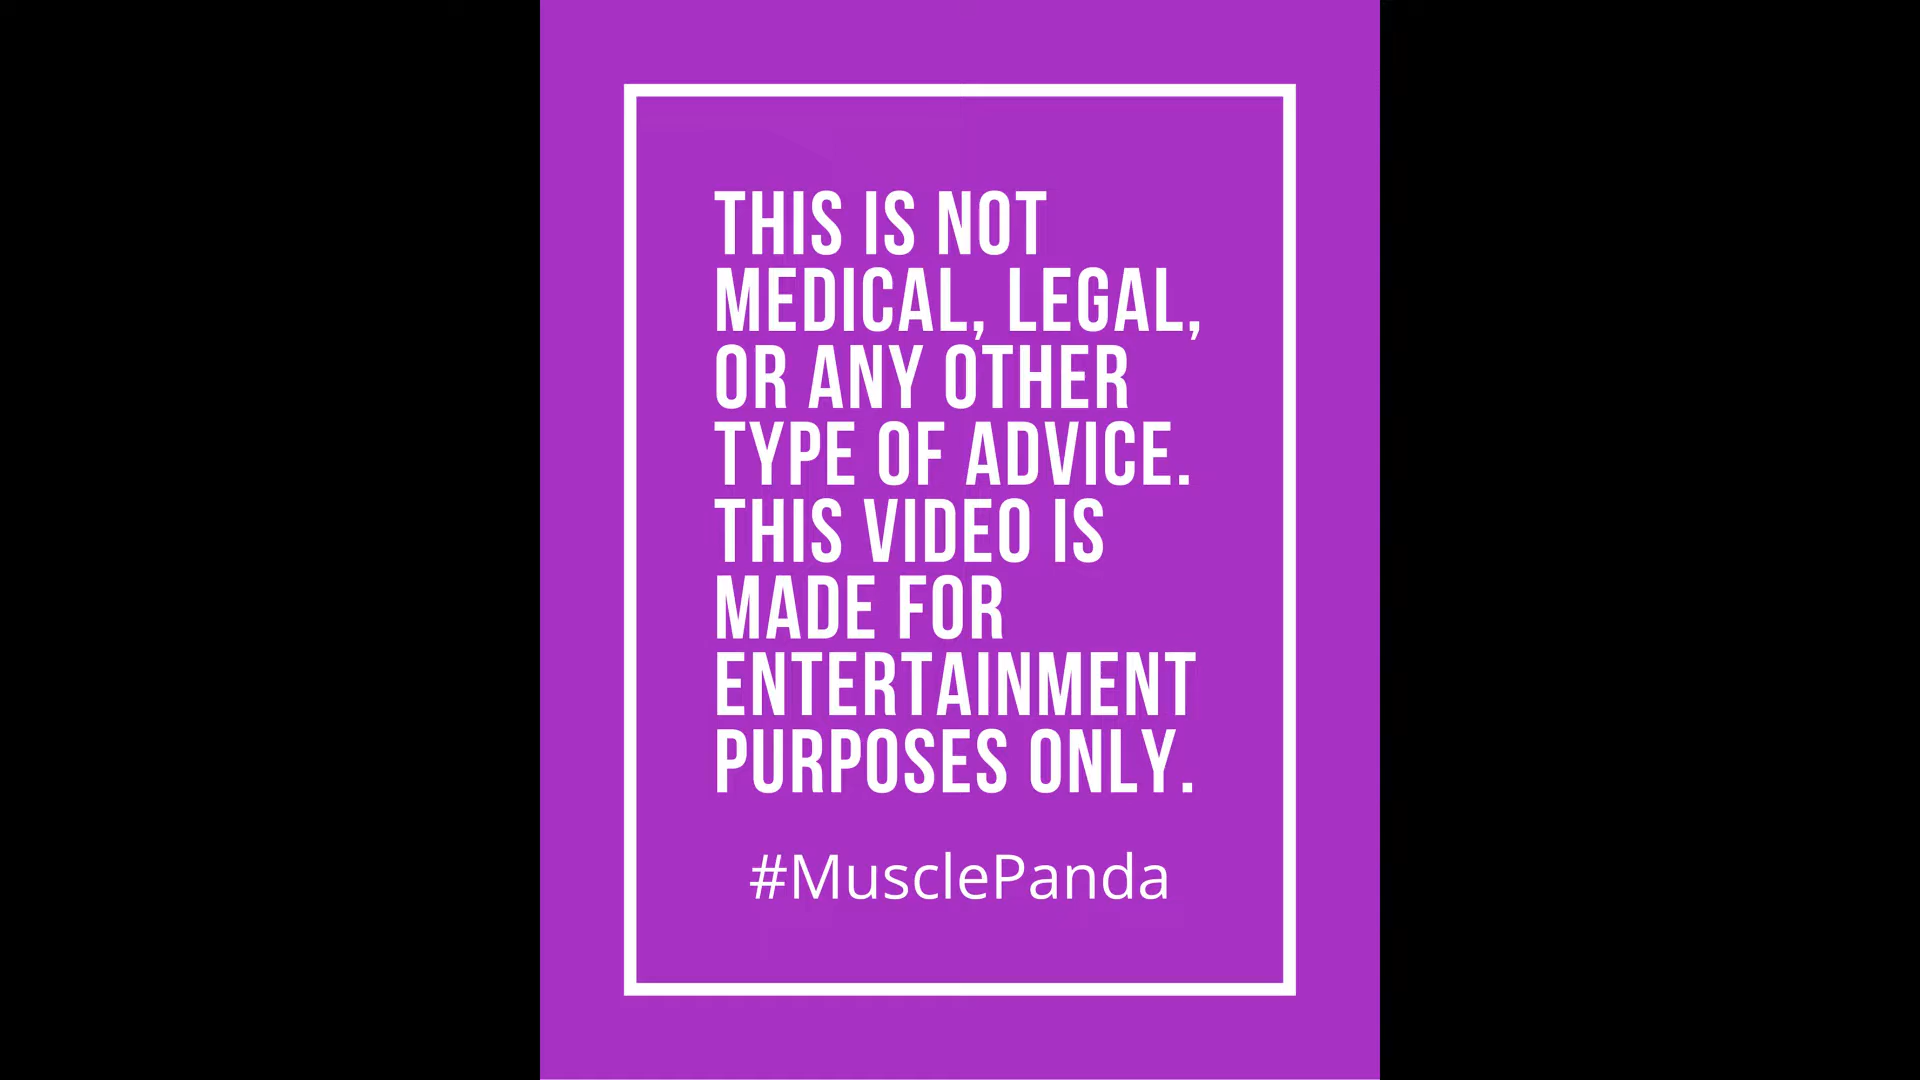 THIS IS NOT
MEDICAL, LEGAL,
OR ANY OTHER
TYPE OF ADVICE.
THIS VIDEO IS
MADE FOR
ENTERTAINMENT
PURPOSES ONLY.
#MusclePanda